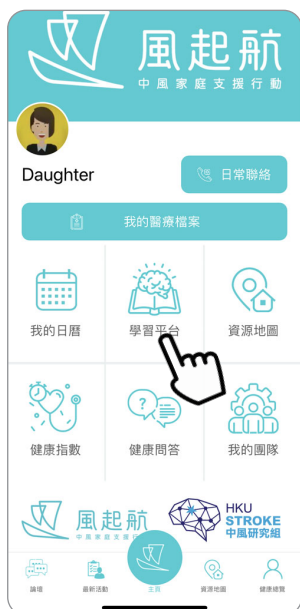 風起航
中風家庭支援行動
Daughter
日常聯絡
我的醫療檔案
我的日曆
學習平台
資源地圖
?
健康指數
健康問答
我的團隊
風起航
中風家庭支援行動
HKU
STROKE
中風研究組
論壇
最新活動
主頁
資源地圖
健康總覽